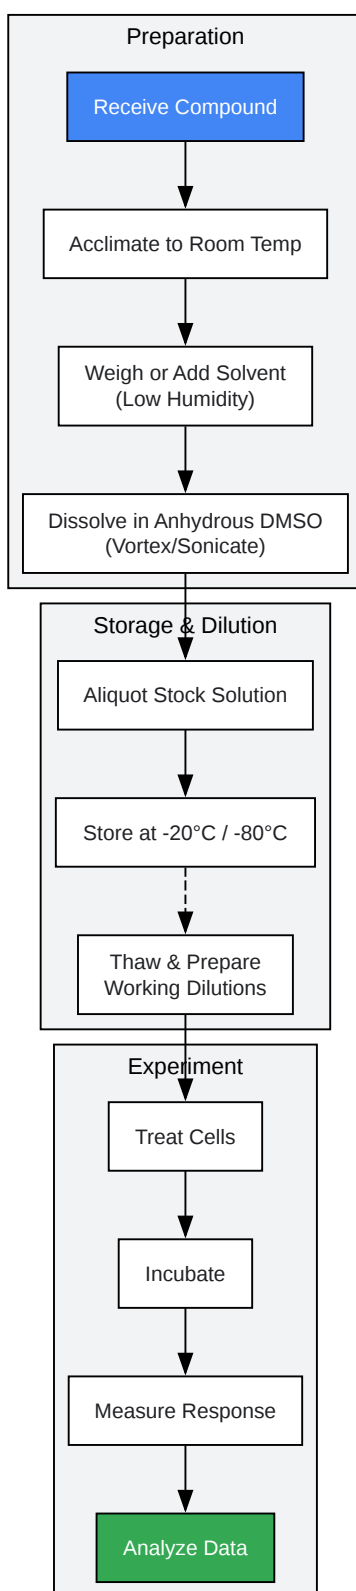 Preparation
Receive Compound
Acclimate to Room Temp
Weigh or Add Solvent
(Low Humidity)
Dissolve in Anhydrous DMSO
(Vortex/Sonicate)
Storage & Dilution
Aliquot Stock Solution
Store at -20°C / -80°C
Thaw & Prepare
Working Dilutions
Experiment
Treat Cells
Incubate
Measure Response
Analyze Data